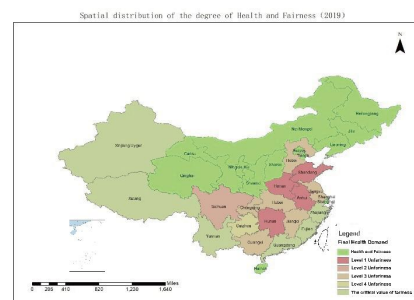 Spatial distribution of the degree of Health and Fairness (2019)
N
Heilongjiang
Nei Mongol
Jilin
Liaoning
Xinjiang Uygur
Gansu
Beijing
Tianjin
Hebei
Ningxia Hui
Shanxi
Shandong
Qinghai
Shaanxi
Henan
Jiangsu
Anhui
Shanghai
Xizang
Hubei
Sichuan
Chongqing
Zhejiang
Hunan
Jiangxi
Guizhou
Fujian
Yunnan
Guangxi
Guangdong
Hainan
Legend
Final Health Demand
Health and Fairness
Level 1 Unfairness
Level 2 Unfairness
Level 3 Unfairness
Level 4 Unfairness
The critical value of fairness
0 205 410 820 1,230 1,640
Miles